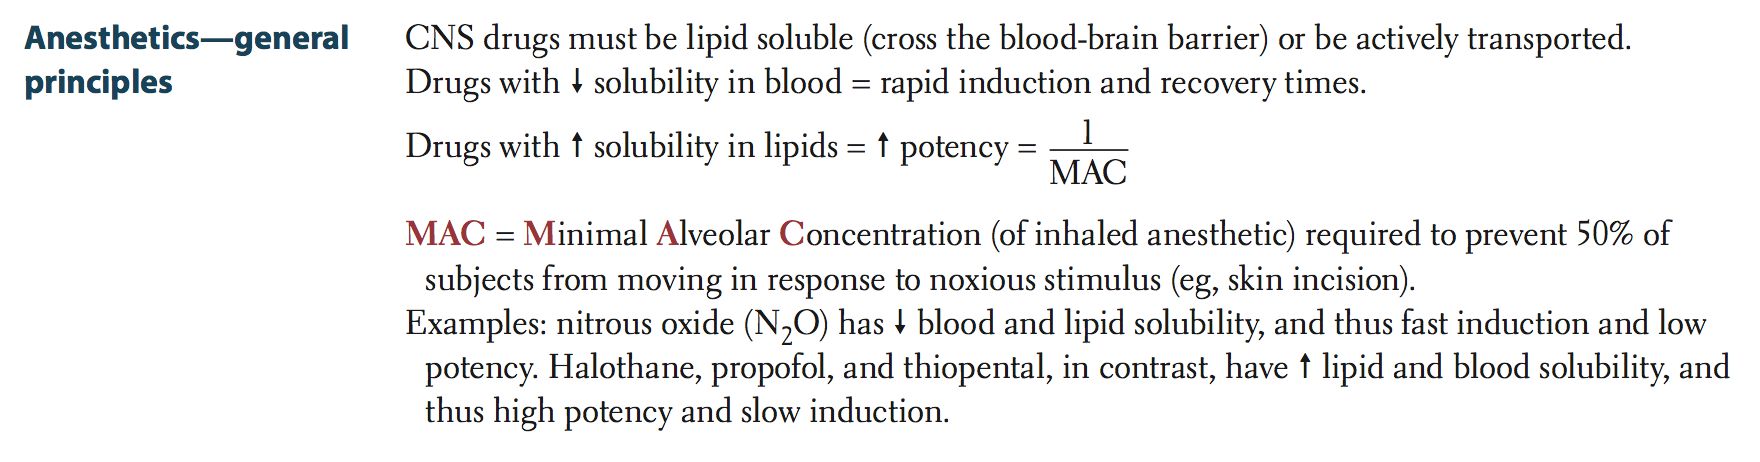 Anesthetics—general
principles
CNS drugs must be lipid soluble (cross the blood-brain barrier) or be actively transported.
Drugs with ↓ solubility in blood = rapid induction and recovery times.
Drugs with ↑ solubility in lipids = ↑ potency = 1/MAC
MAC = Minimal Alveolar Concentration (of inhaled anesthetic) required to prevent 50% of
subjects from moving in response to noxious stimulus (eg, skin incision).
Examples: nitrous oxide (N₂O) has ↓ blood and lipid solubility, and thus fast induction and low
potency. Halothane, propofol, and thiopental, in contrast, have ↑ lipid and blood solubility, and
thus high potency and slow induction.